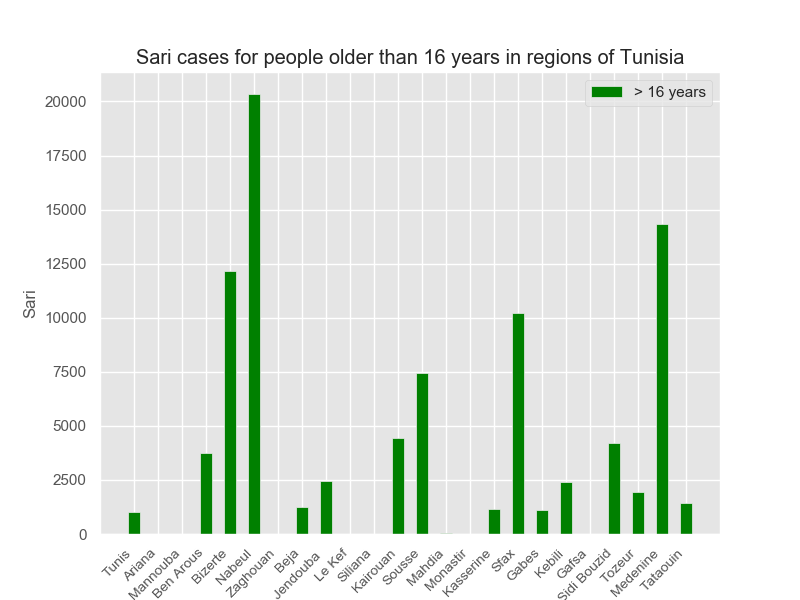 Sari cases for people older than 16 years in regions of Tunisia
> 16 years
20000
17500
15000
12500
10000
7500
5000
2500
0
Sari
Tunis
Ariana
Mannouba
Ben Arous
Bizerte
Nabeul
Zaghouan
Beja
Jendouba
Le Kef
Siliana
Kairouan
Sousse
Mahdia
Monastir
Kasserine
Sfax
Gabes
Kebili
Gafsa
Sidi Bouzid
Tozeur
Medenine
Tataouin